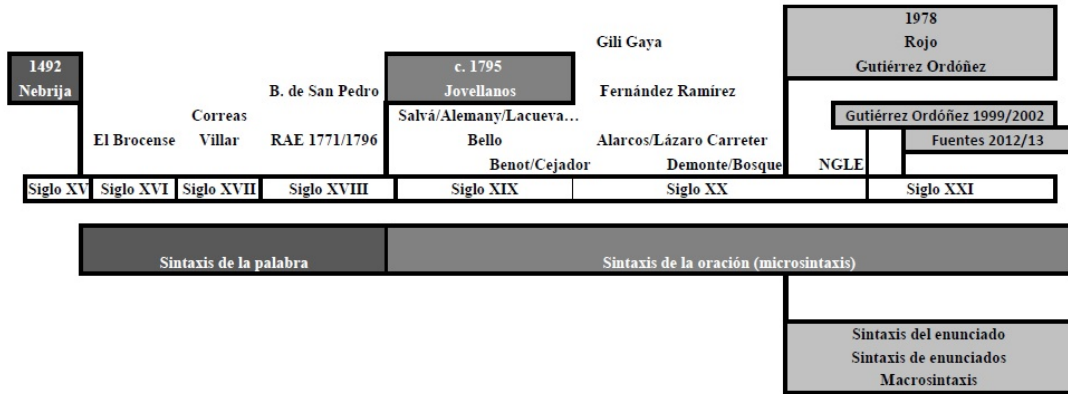 1978
Gili Gaya Rojo
1492 c. 1795 Gutiérrez Ordóñez
Nebrija B. de San Pedro Jovellanos Fernández Ramírez
Correas Salvá/Alemany/Lacueva… Gutiérrez Ordóñez 1999/2002
El Brocense Villar RAE 1771/1796 Bello Alarcos/Lázaro Carreter Fuentes 2012/13
Benot/Cejador Demonte/Bosque NGLE
Siglo XV Siglo XVI Siglo XVII Siglo XVIII Siglo XIX Siglo XX Siglo XXI
Sintaxis de la palabra Sintaxis de la oración (microsintaxis)
Sintaxis del enunciado
Sintaxis de enunciados
Macrosintaxis